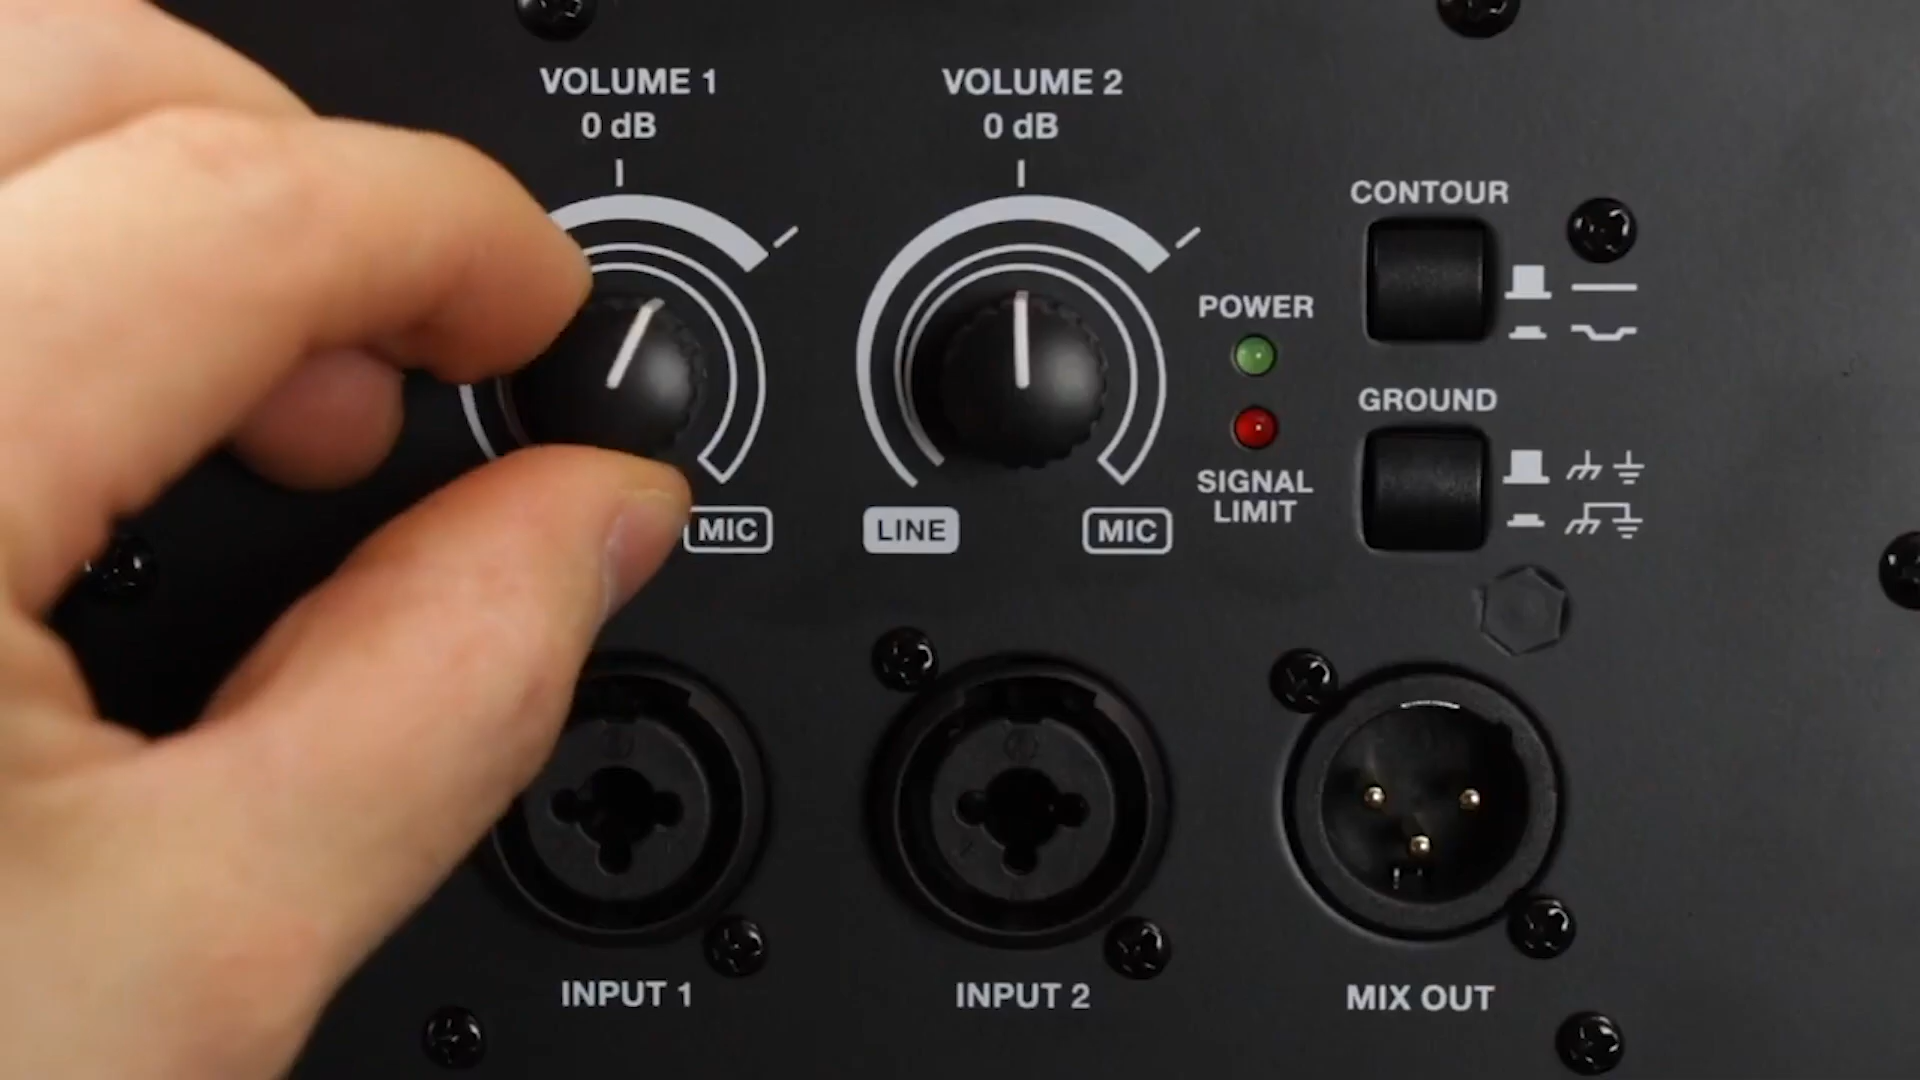 VOLUME 1
0 dB
VOLUME 2
0 dB
CONTOUR
POWER
GROUND
SIGNAL
LIMIT
MIC
LINE
MIC
INPUT 1
INPUT 2
MIX OUT